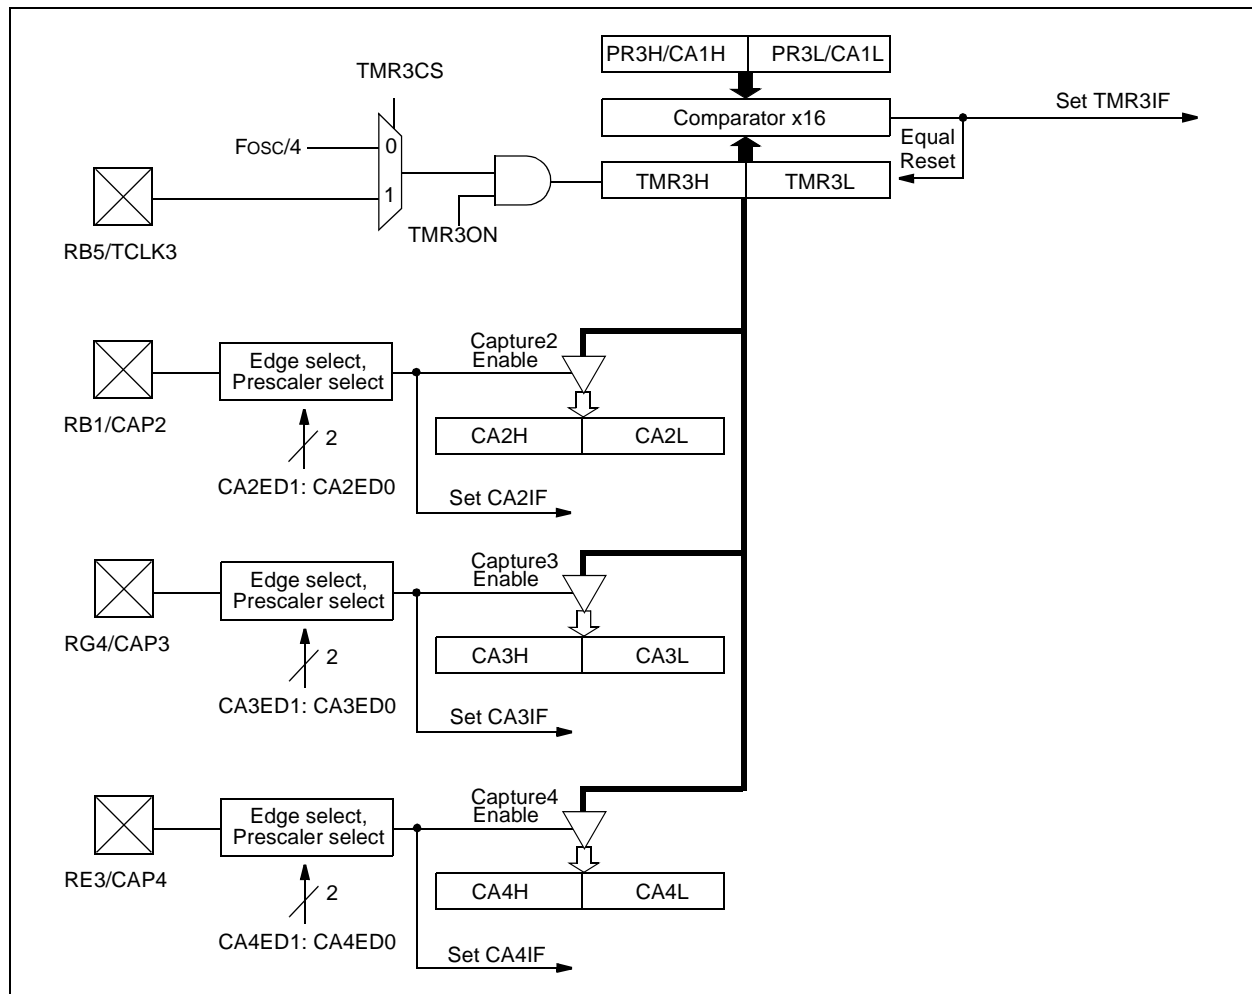 PR3H/CA1H PR3L/CA1L
TMR3CS
Comparator x16
Set TMR3IF
Equal
Reset
FOSC/4
0
1
TMR3H TMR3L
TMR3ON
RB5/TCLK3
Capture2
Enable
Edge select,
Prescaler select
RB1/CAP2
2
CA2H CA2L
CA2ED1: CA2ED0
Set CA2IF
Capture3
Enable
Edge select,
Prescaler select
RG4/CAP3
2
CA3H CA3L
CA3ED1: CA3ED0
Set CA3IF
Capture4
Enable
Edge select,
Prescaler select
RE3/CAP4
2
CA4H CA4L
CA4ED1: CA4ED0
Set CA4IF